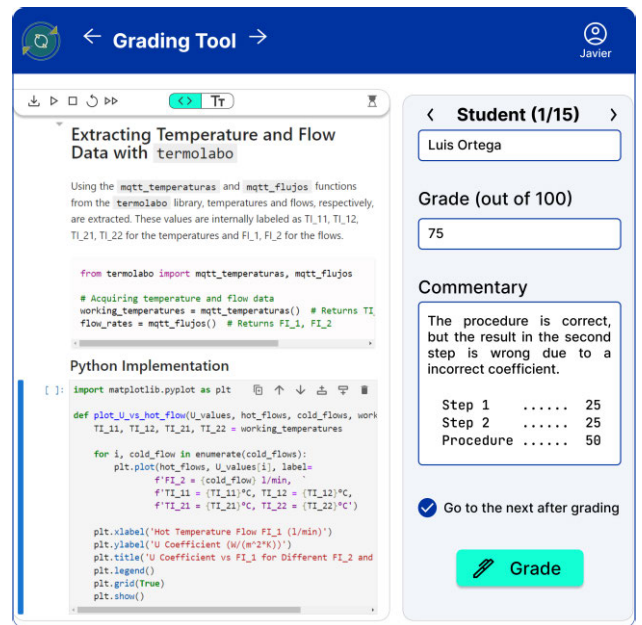 ← Grading Tool →
Javier
Extracting Temperature and Flow
Data with termolabo
Using the mqtt_temperaturas and mqtt_flujos functions
from the termolabo library, temperatures and flows, respectively,
are extracted. These values are internally labeled as TI_11, TI_12,
TI_21, TI_22 for the temperatures and FI_1, FI_2 for the flows.
from termolabo import mqtt_temperaturas, mqtt_flujos
# Acquiring temperature and flow data
working_temperatures = mqtt_temperaturas()  # Returns TI_
flow_rates = mqtt_flujos()  # Returns FI_1, FI_2
Python Implementation
[ ]: import matplotlib.pyplot as plt
def plot_U_vs_hot_flow(U_values, hot_flows, cold_flows, work
    TI_11, TI_12, TI_21, TI_22 = working_temperatures
    for i, cold_flow in enumerate(cold_flows):
        plt.plot(hot_flows, U_values[i], label=
            f'FI_2 = {cold_flow} l/min, `
            f'TI_11 = {TI_11}°C, TI_12 = {TI_12}°C,
            f'TI_21 = {TI_21}°C, TI_22 = {TI_22}°C')
    plt.xlabel('Hot Temperature Flow FI_1 (l/min)')
    plt.ylabel('U Coefficient (W/(m^2*K))')
    plt.title('U Coefficient vs FI_1 for Different FI_2 and
    plt.legend()
    plt.grid(True)
    plt.show()
< Student (1/15) >
Luis Ortega
Grade (out of 100)
75
Commentary
The procedure is correct,
but the result in the second
step is wrong due to a
incorrect coefficient.
Step 1 ...... 25
Step 2 ...... 25
Procedure ...... 50
Go to the next after grading
Grade